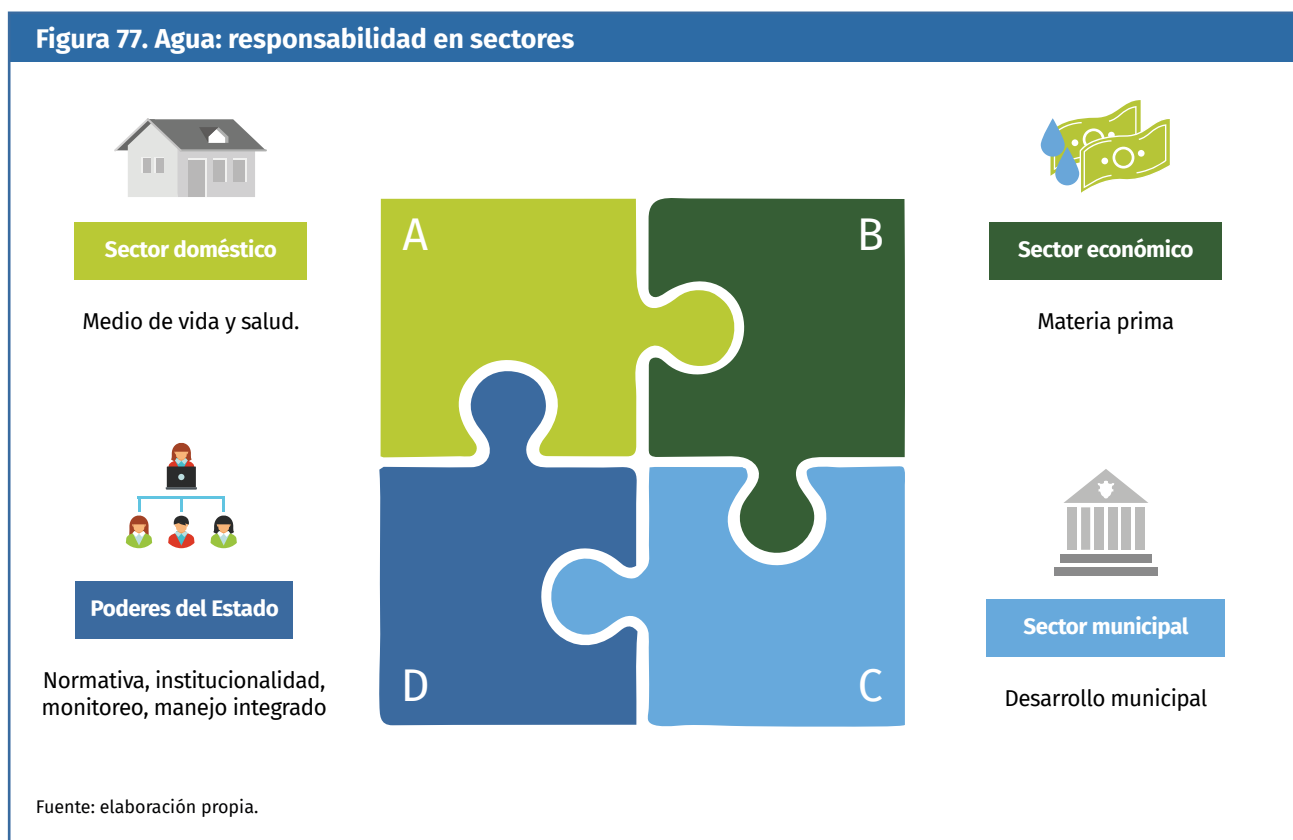 Figura 77. Agua: responsabilidad en sectores
Sector doméstico
Medio de vida y salud.
A
B
Sector económico
Materia prima
Poderes del Estado
Normativa, institucionalidad,
monitoreo, manejo integrado
D
C
Sector municipal
Desarrollo municipal
Fuente: elaboración propia.